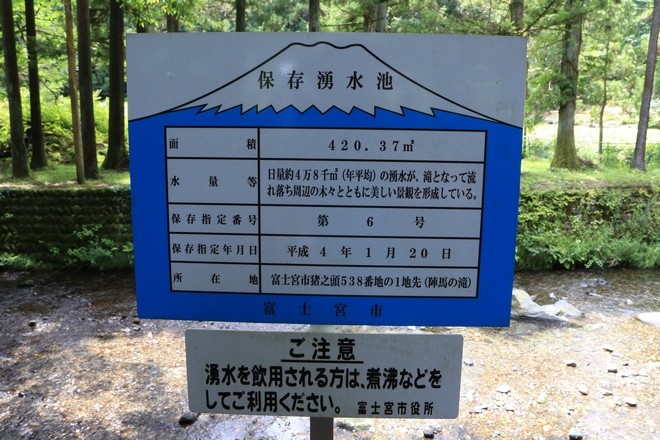 保存湧水池
面積 420.37㎡
水量等 日量約4万8千㎥(年平均)の湧水が、滝となって流
れ落ち周辺の木々とともに美しい景観を形成している。
保存指定番号 第6号
保存指定年月日 平成4年1月20日
所在地 富士宮市猪之頭538番地の1地先(陣馬の滝)
富士宮市
ご注意
湧水を飲用される方は、煮沸などを
してご利用ください。 富士宮市役所